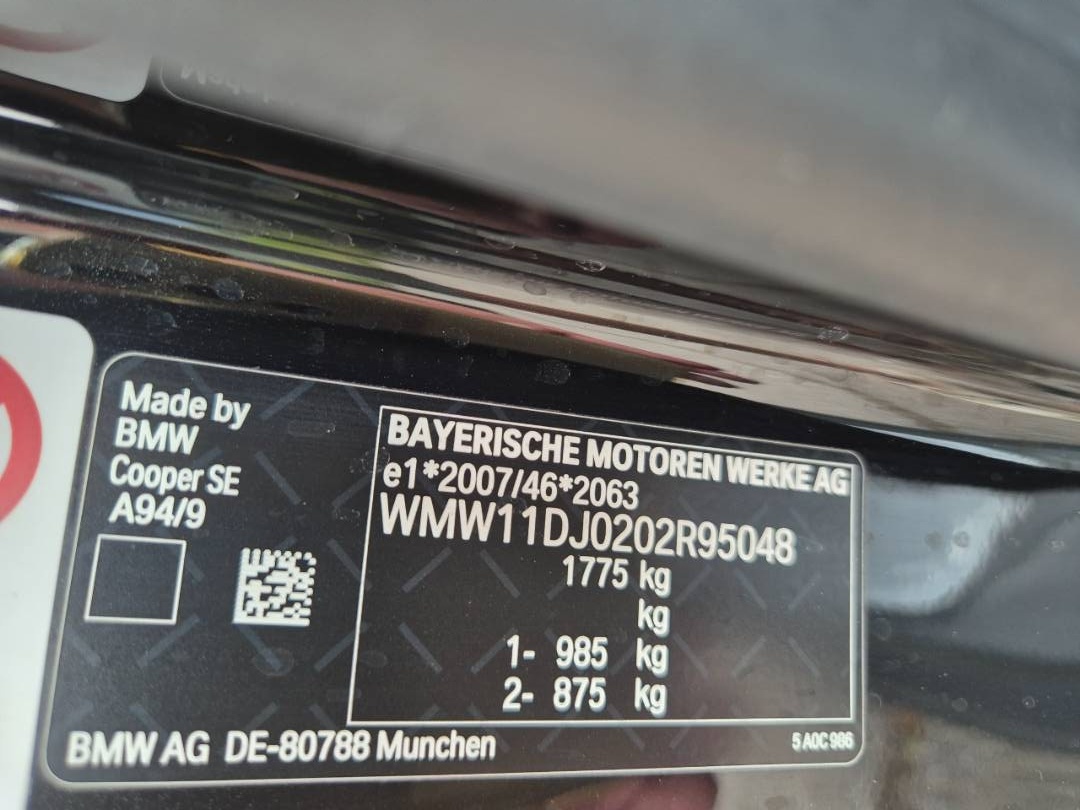 Made by
BMW
Cooper SE
A94/9
BAYERISCHE MOTOREN WERKE AG
e1*2007/46*2063
WMW11DJ0202R95048
1775 kg
kg
1- 985 kg
2- 875 kg
BMW AG DE-80788 Munchen
5 A0C 986